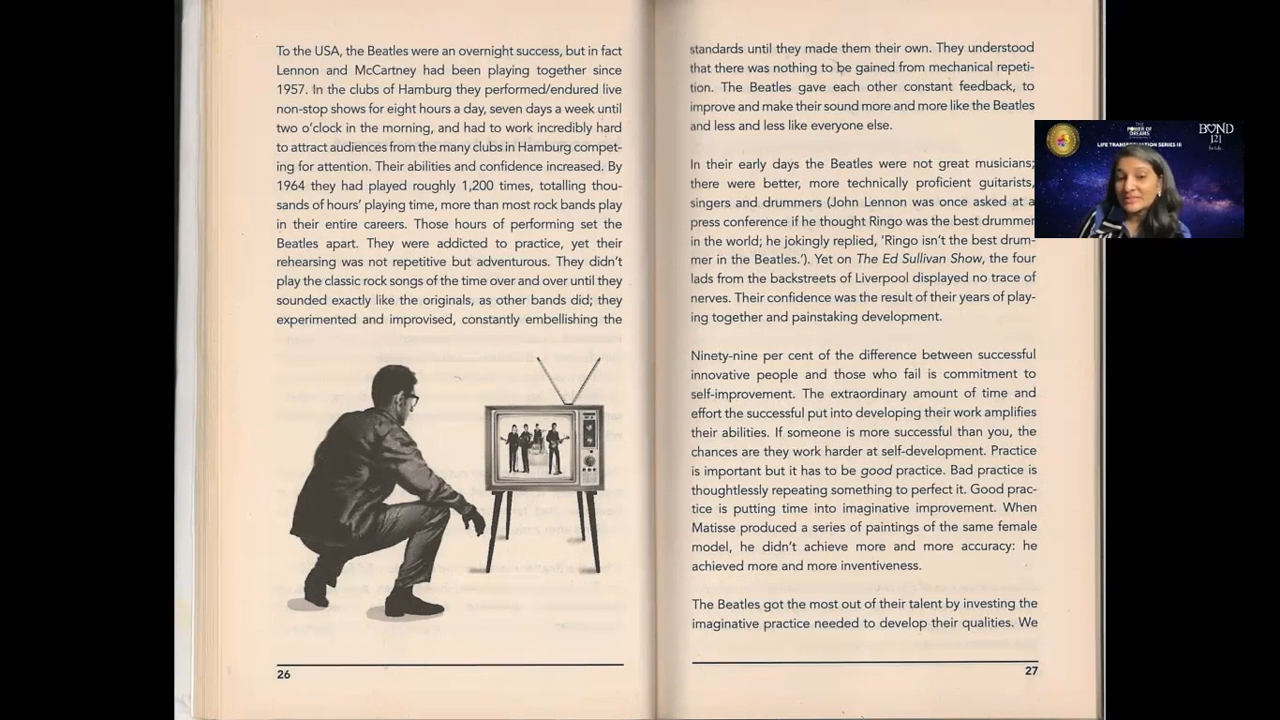 To the USA, the Beatles were an overnight success, but in fact
Lennon and McCartney had been playing together since
1957. In the clubs of Hamburg they performed/endured live
non-stop shows for eight hours a day, seven days a week until
two o'clock in the morning, and had to work incredibly hard
to attract audiences from the many clubs in Hamburg compet-
ing for attention. Their abilities and confidence increased. By
1964 they had played roughly 1,200 times, totalling thou-
sands of hours' playing time, more than most rock bands play
in their entire careers. Those hours of performing set the
Beatles apart. They were addicted to practice, yet their
rehearsing was not repetitive but adventurous. They didn't
play the classic rock songs of the time over and over until they
sounded exactly like the originals, as other bands did; they
experimented and improvised, constantly embellishing the
26
standards until they made them their own. They understood
that there was nothing to be gained from mechanical repeti-
tion. The Beatles gave each other constant feedback, to
improve and make their sound more and more like the Beatles
and less and less like everyone else.
In their early days the Beatles were not great musicians;
there were better, more technically proficient guitarists,
singers and drummers (John Lennon was once asked at a
press conference if he thought Ringo was the best drummer
in the world; he jokingly replied, 'Ringo isn't the best drum-
mer in the Beatles.'). Yet on The Ed Sullivan Show, the four
lads from the backstreets of Liverpool displayed no trace of
nerves. Their confidence was the result of their years of play-
ing together and painstaking development.
Ninety-nine per cent of the difference between successful
innovative people and those who fail is commitment to
self-improvement. The extraordinary amount of time and
effort the successful put into developing their work amplifies
their abilities. If someone is more successful than you, the
chances are they work harder at self-development. Practice
is important but it has to be good practice. Bad practice is
thoughtlessly repeating something to perfect it. Good prac-
tice is putting time into imaginative improvement. When
Matisse produced a series of paintings of the same female
model, he didn't achieve more and more accuracy: he
achieved more and more inventiveness.
The Beatles got the most out of their talent by investing the
imaginative practice needed to develop their qualities. We
27
THE
POWER OF
DREAMS
LIFE TRANSFORMATION SERIES III
BOND
121